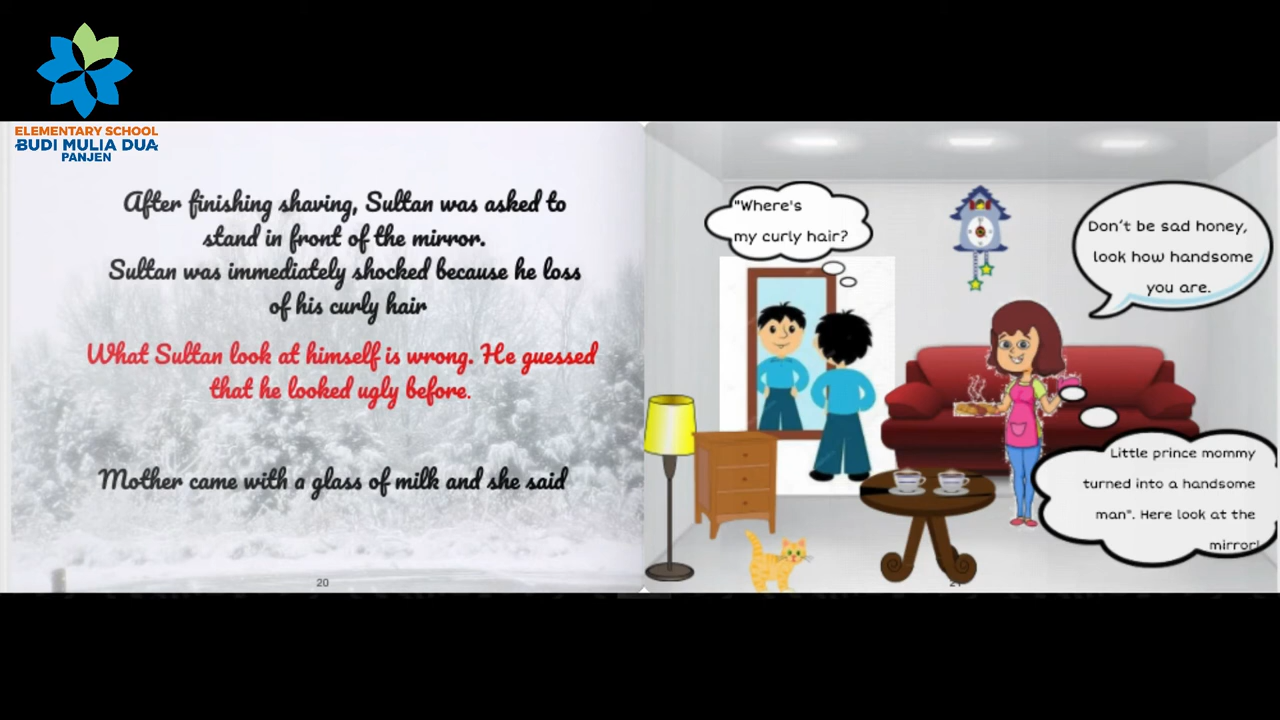 ELEMENTARY SCHOOL
BUDI MULIA DUA
PANJEN
After finishing shaving, Sultan was asked to
stand in front of the mirror.
Sultan was immediately shocked because he loss
of his curly hair
What Sultan look at himself is wrong. He guessed
that he looked ugly before.
Mother came with a glass of milk and she said
20
"Where's
my curly hair?
Don't be sad honey,
look how handsome
you are.
Little prince mommy
turned into a handsome
man". Here look at the
mirror!